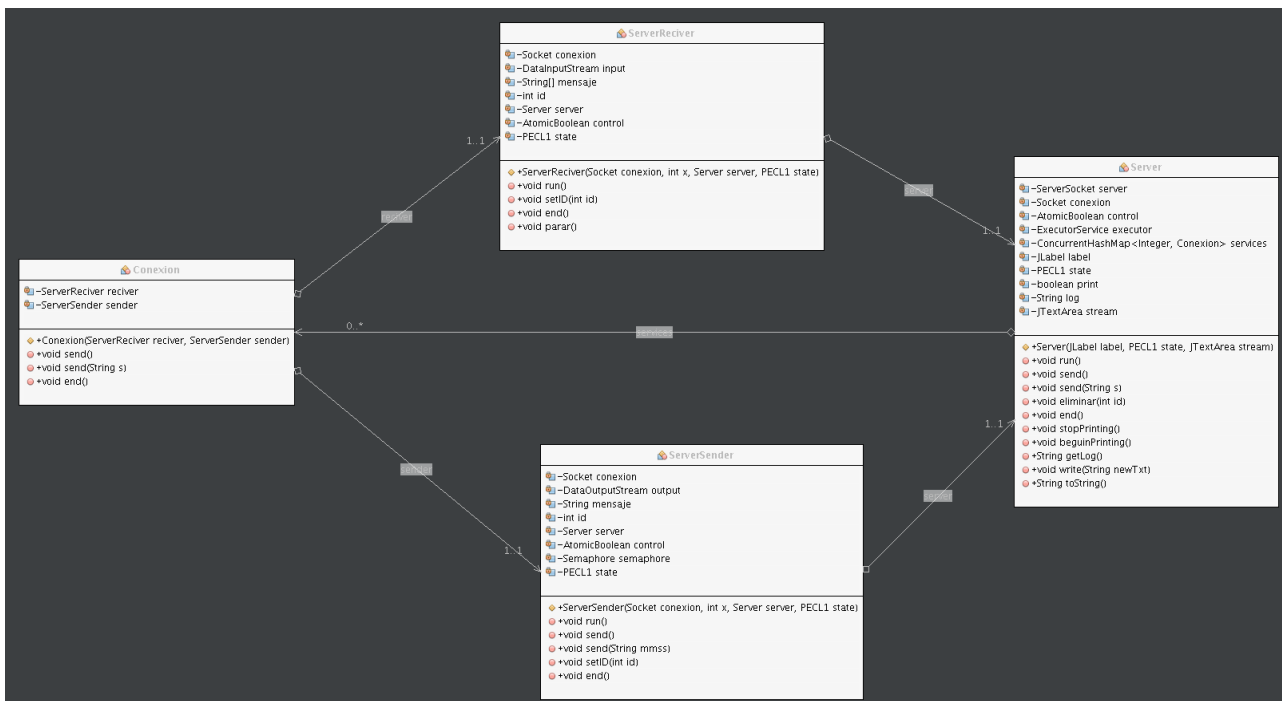 ServerReciver
-Socket conexion
-DataInputStream input
-String[] mensaje
-int id
-Server server
-AtomicBoolean control
-PECL1 state
+ServerReciver(Socket conexion, int x, Server server, PECL1 state)
+void run()
+void setID(int id)
+void end()
+void parar()
1..1
reciver
server
1..1
Server
-ServerSocket server
-Socket conexion
-AtomicBoolean control
-ExecutorService executor
-ConcurrentHashMap<Integer, Conexion> services
-JLabel label
-PECL1 state
-boolean print
-String log
-JTextArea stream
+Server(JLabel label, PECL1 state, JTextArea stream)
+void run()
+void send()
+void send(String s)
+void eliminar(int id)
+void end()
+void stopPrinting()
+void beguinPrinting()
+String getLog()
+void write(String newTxt)
+String toString()
Conexion
-ServerReciver reciver
-ServerSender sender
+Conexion(ServerReciver reciver, ServerSender sender)
+void send()
+void send(String s)
+void end()
0..*
services
sender
1..1
ServerSender
-Socket conexion
-DataOutputStream output
-String mensaje
-int id
-Server server
-AtomicBoolean control
-Semaphore semaphore
-PECL1 state
+ServerSender(Socket conexion, int x, Server server, PECL1 state)
+void run()
+void send()
+void send(String mmss)
+void setID(int id)
+void end()
server
1..1